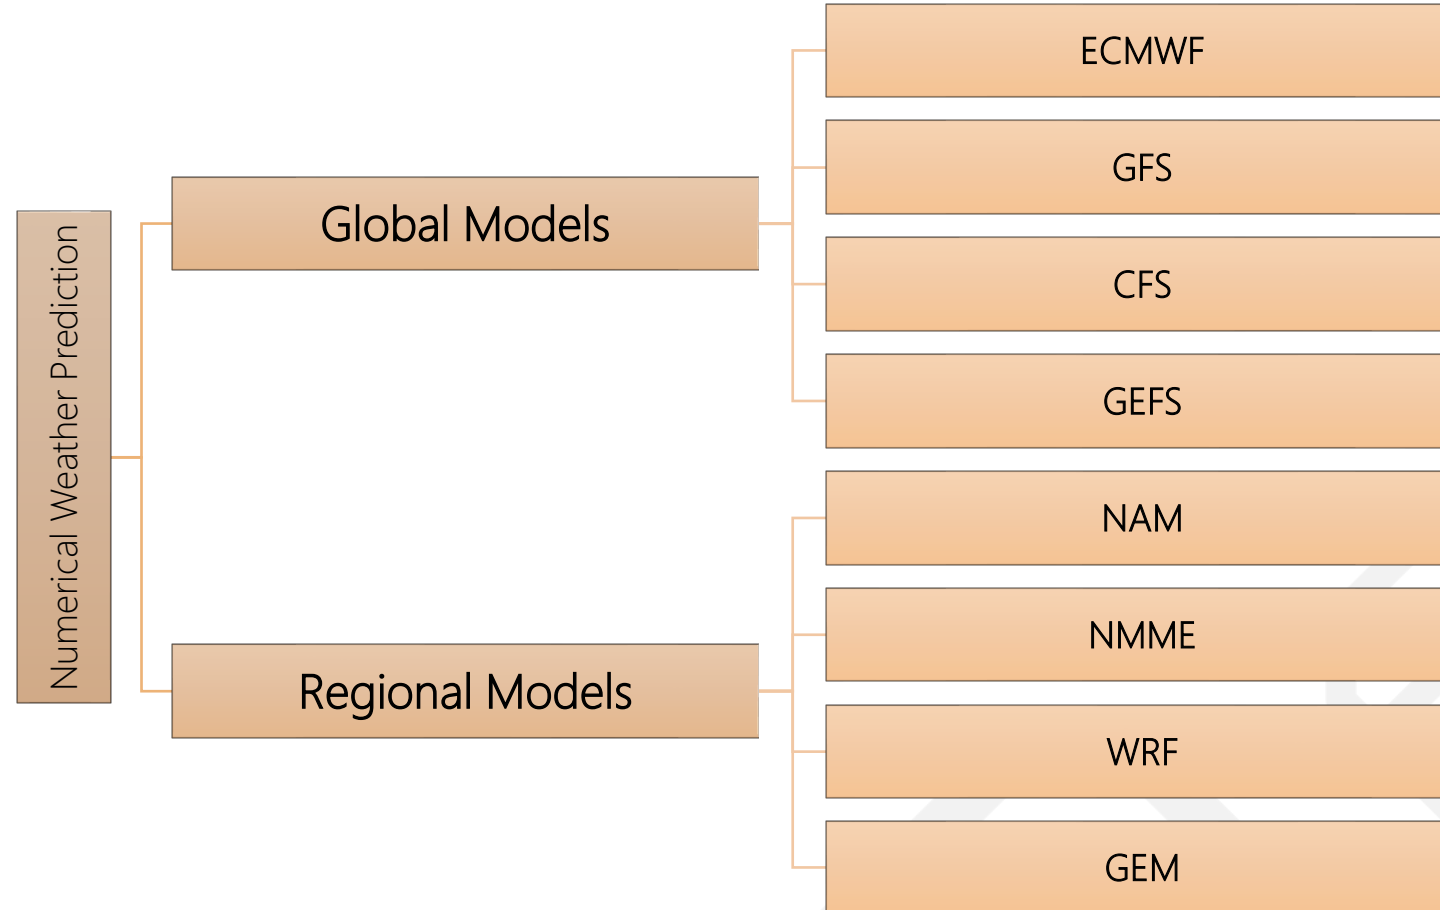 Numerical Weather Prediction
Global Models
ECMWF
GFS
CFS
GEFS
Regional Models
NAM
NMME
WRF
GEM